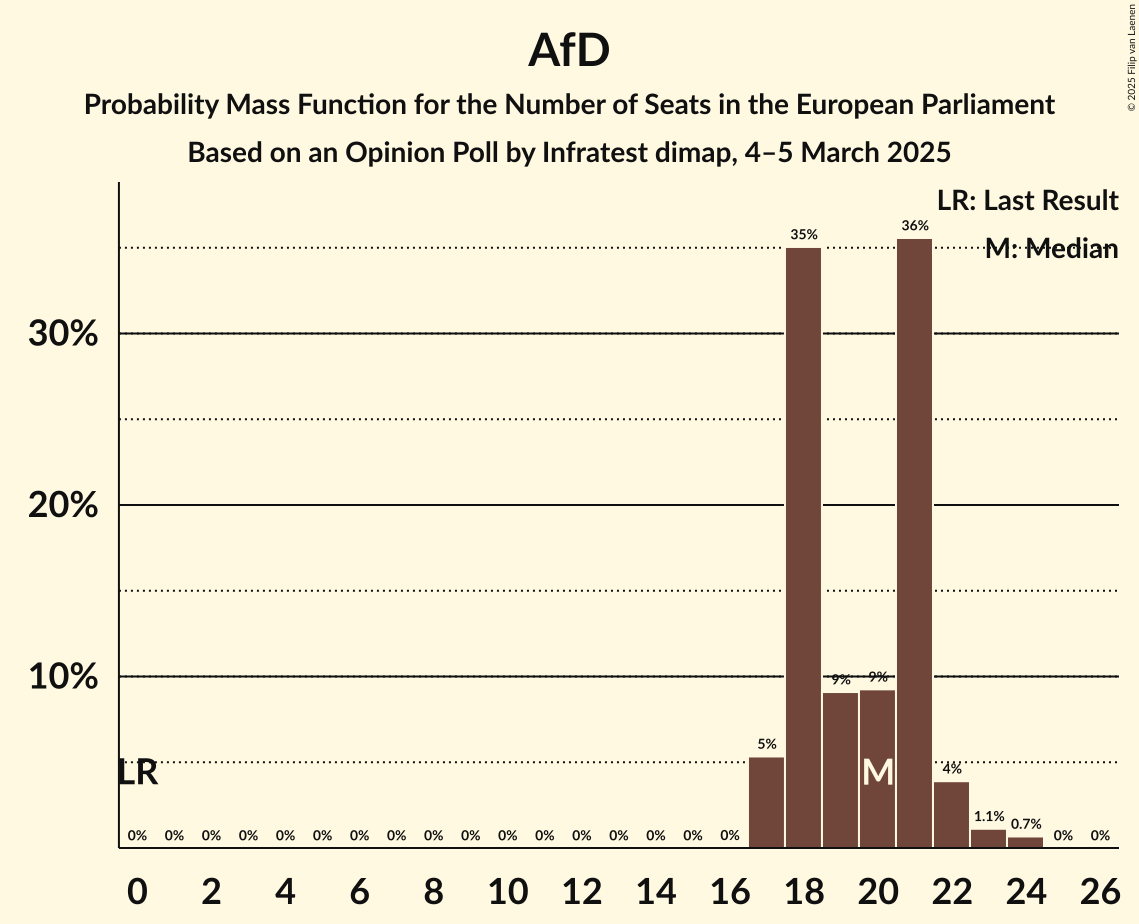 AfD
Probability Mass Function for the Number of Seats in the European Parliament
Based on an Opinion Poll by Infratest dimap, 4–5 March 2025
© 2025 Filip van Laenen
LR: Last Result
M: Median
35%
36%
30%
20%
10%
9%
9%
5%
4%
LR
M
1.1%
0.7%
0% 0% 0% 0% 0% 0% 0% 0% 0% 0% 0% 0% 0% 0% 0% 0% 0% 0% 0%
0 2 4 6 8 10 12 14 16 18 20 22 24 26